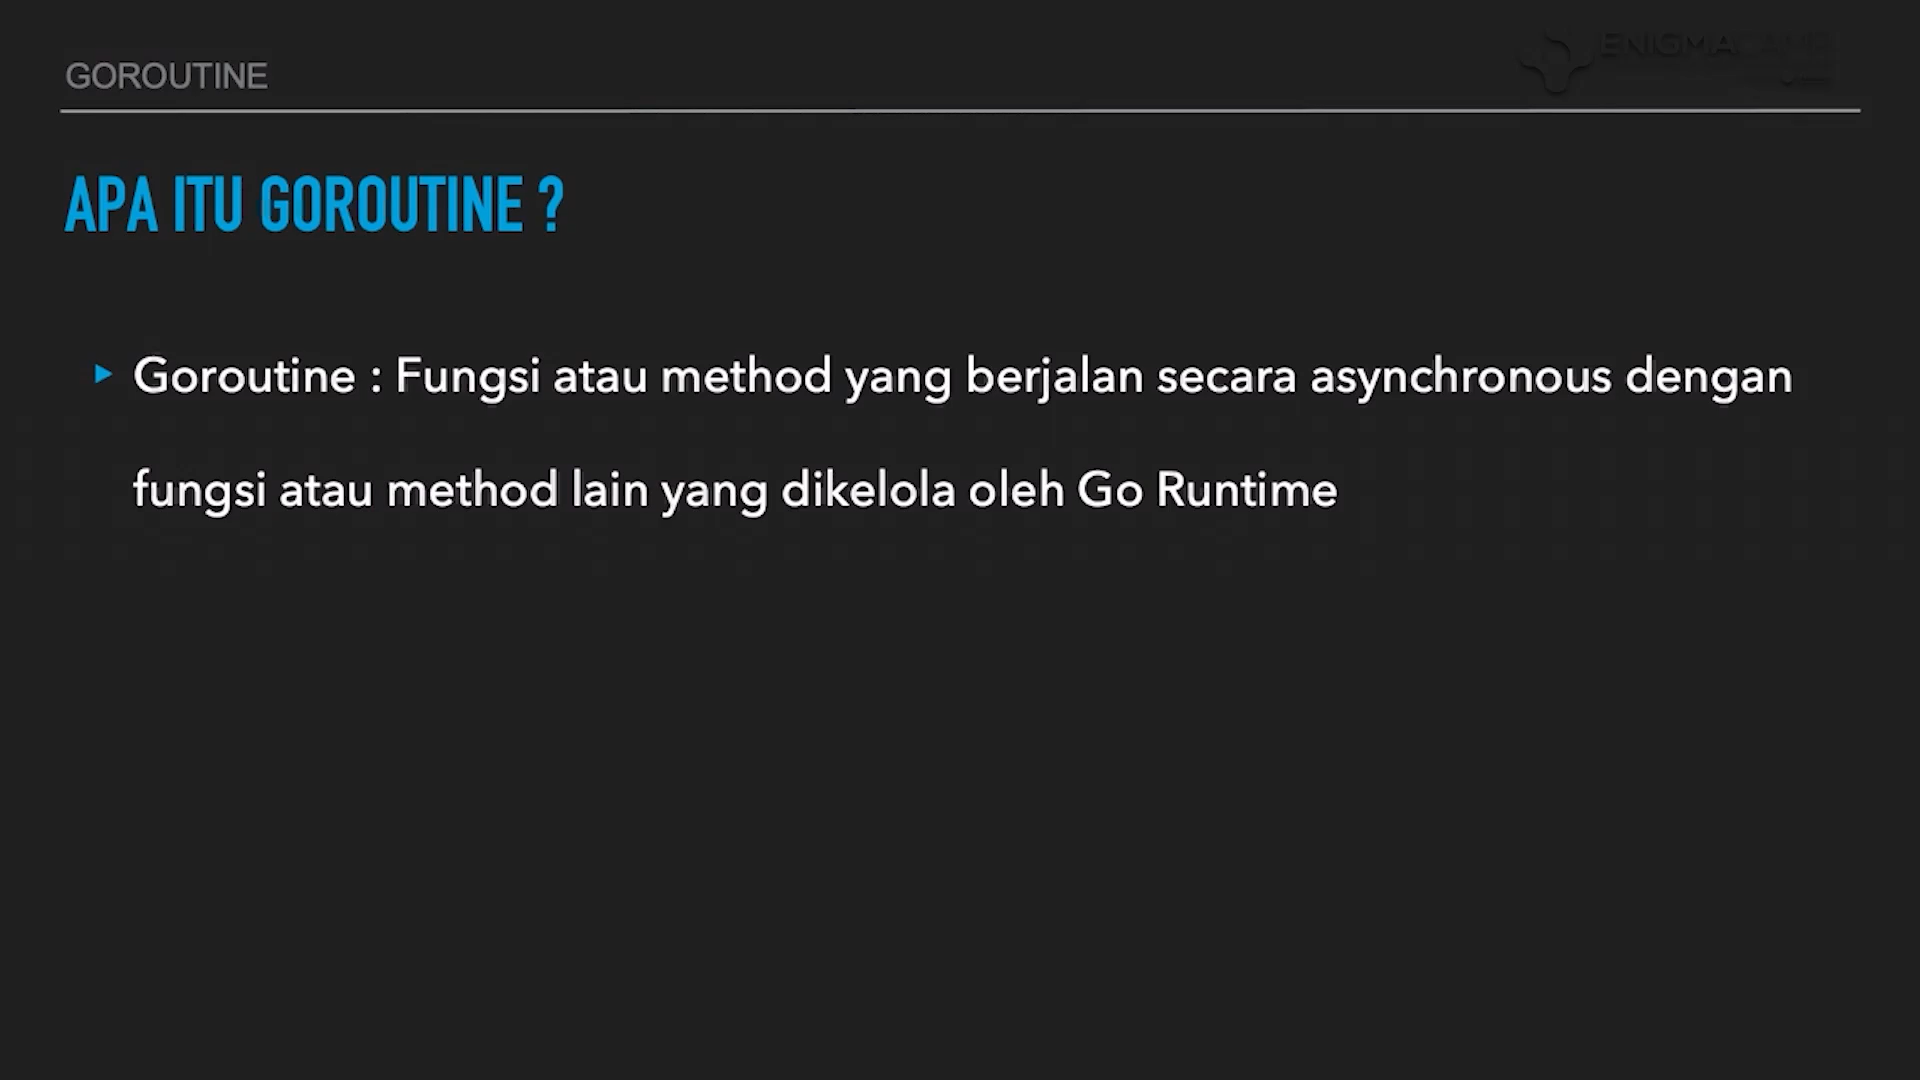 ENIGMACAMP
GOROUTINE
APA ITU GOROUTINE ?
Goroutine : Fungsi atau method yang berjalan secara asynchronous dengan
fungsi atau method lain yang dikelola oleh Go Runtime